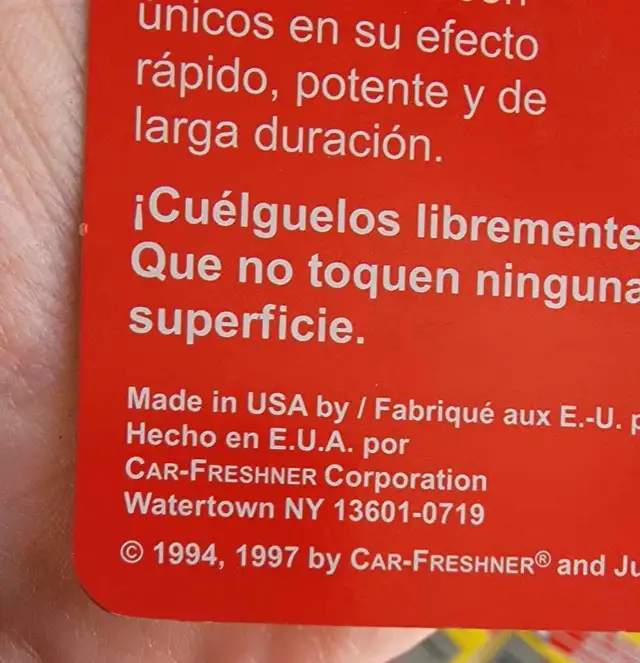 únicos en su efecto
rápido, potente y de
larga duración.
¡Cuélguelos libremente
Que no toquen ninguna
superficie.
Made in USA by / Fabriqué aux E.-U. p
Hecho en E.U.A. por
CAR-FRESHNER Corporation
Watertown NY 13601-0719
© 1994, 1997 by CAR-FRESHNER® and Ju